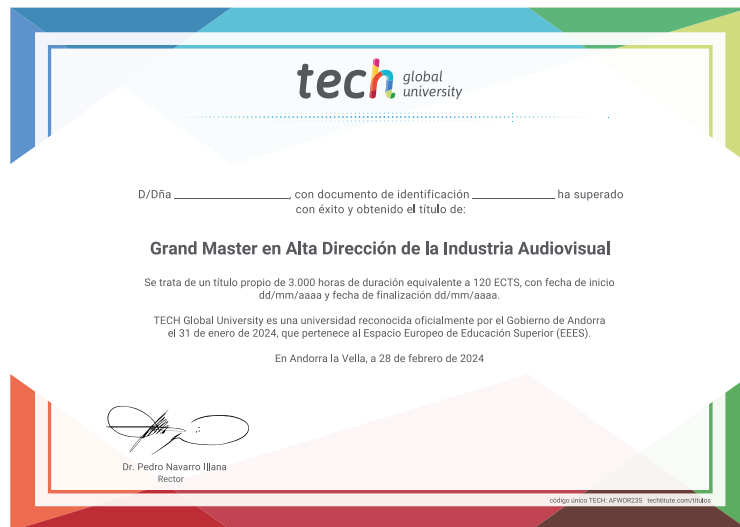 tech global
university
D/Dña ____________________, con documento de identificación ______________ ha superado
con éxito y obtenido el título de:
Grand Master en Alta Dirección de la Industria Audiovisual
Se trata de un título propio de 3.000 horas de duración equivalente a 120 ECTS, con fecha de inicio
dd/mm/aaaa y fecha de finalización dd/mm/aaaa.
TECH Global University es una universidad reconocida oficialmente por el Gobierno de Andorra
el 31 de enero de 2024, que pertenece al Espacio Europeo de Educación Superior (EEES).
En Andorra la Vella, a 28 de febrero de 2024
Dr. Pedro Navarro Illana
Rector
código único TECH: AFWOR23S techtitute.com/titulos